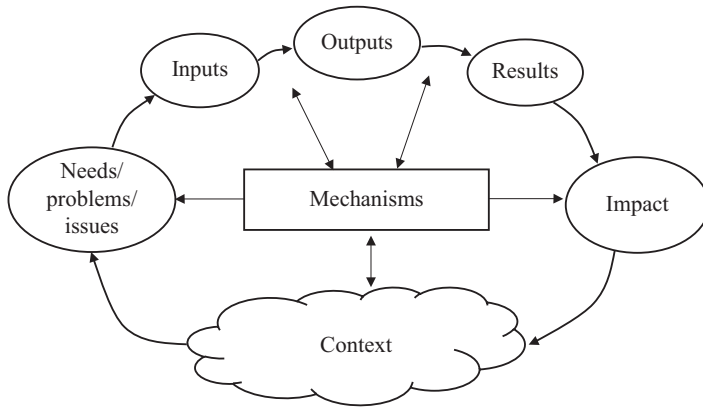 Outputs
Inputs
Results
Needs/
problems/
issues
Mechanisms
Impact
Context